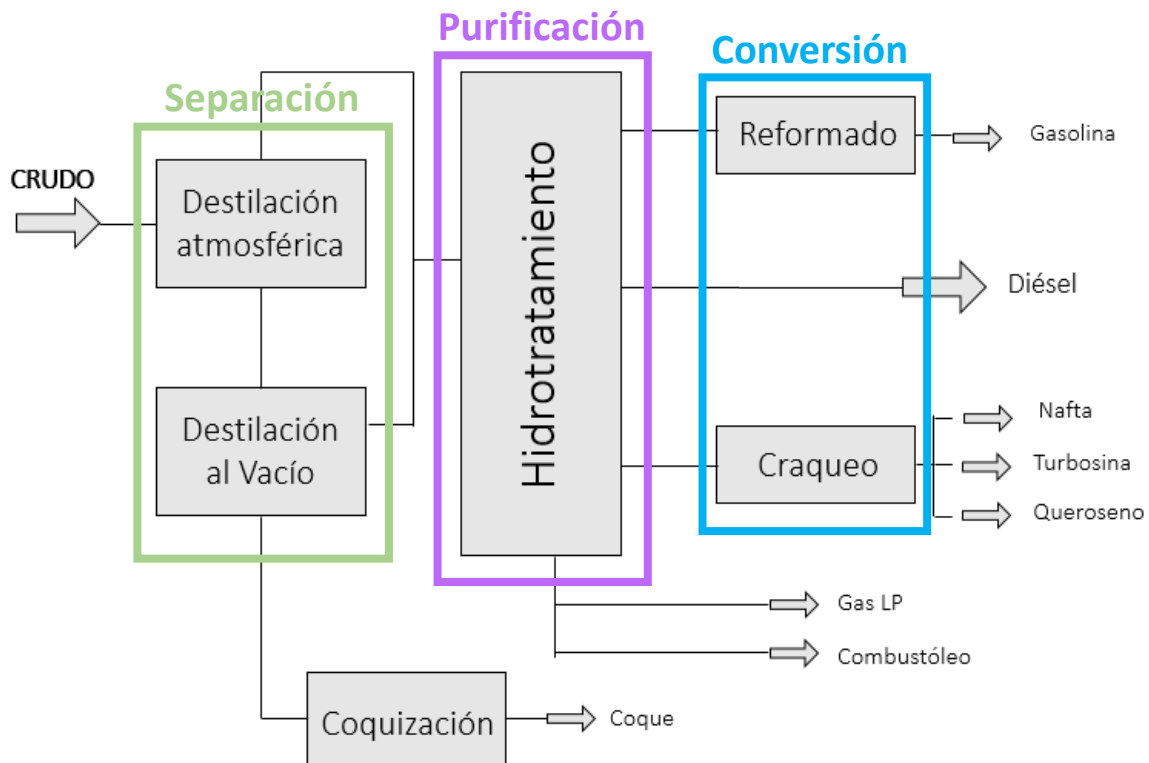 Purificación
Conversión
Separación
CRUDO
Destilación
atmosférica
Destilación
al Vacío
Hidrotratamiento
Reformado
Craqueo
Gasolina
Diésel
Nafta
Turbosina
Queroseno
Gas LP
Combustóleo
Coquización
Coque